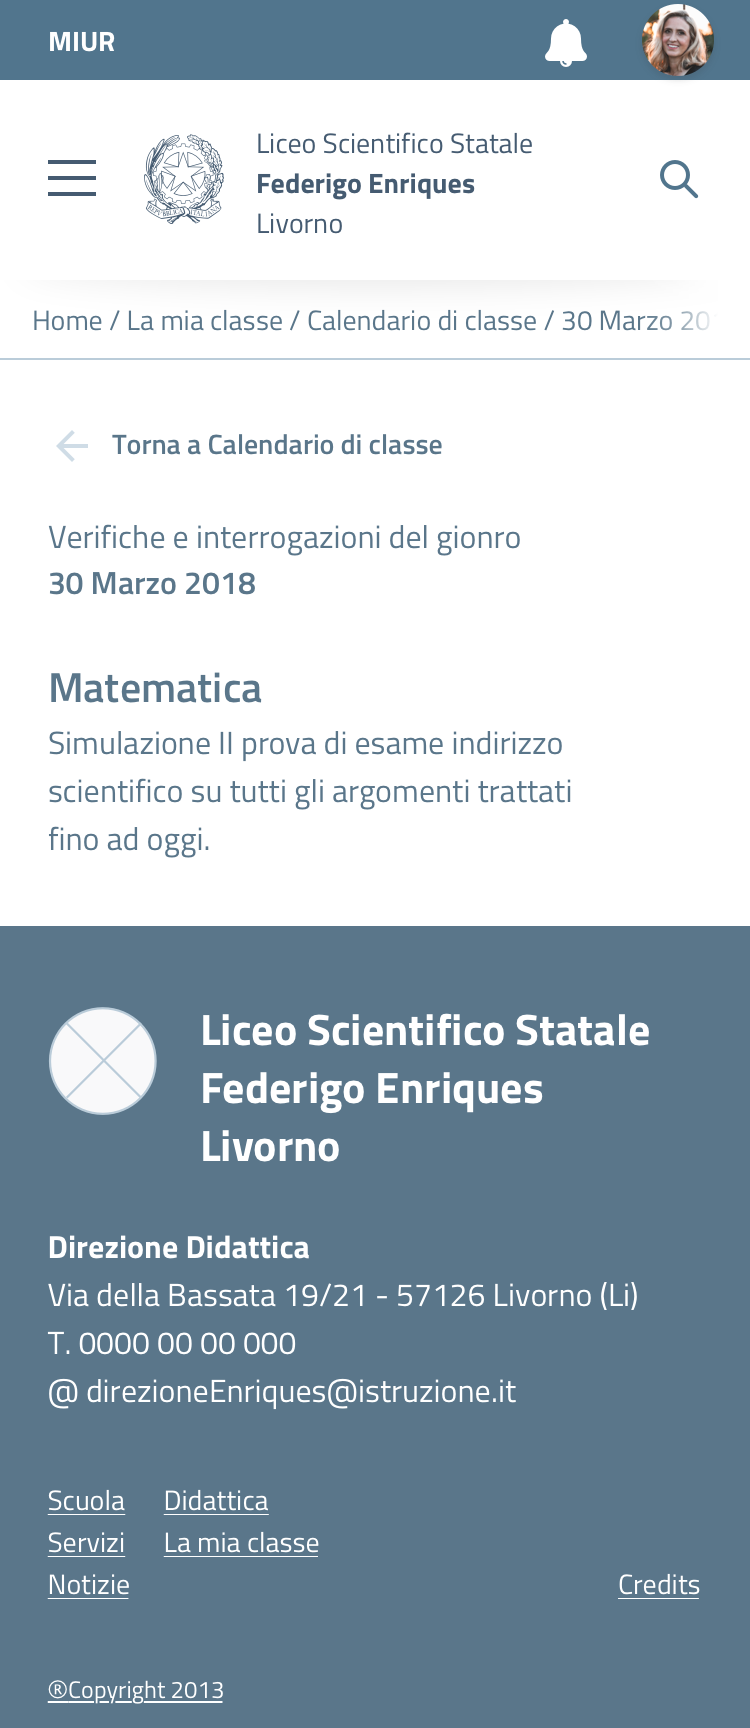 MIUR
Liceo Scientifico Statale
Federigo Enriques
REPVBBLICA ITALIANA
Livorno
Home / La mia classe / Calendario di classe / 30 Marzo 20
Torna a Calendario di classe
Verifiche e interrogazioni del gionro
30 Marzo 2018
Matematica
Simulazione II prova di esame indirizzo
scientifico su tutti gli argomenti trattati
fino ad oggi.
Liceo Scientifico Statale
Federigo Enriques
Livorno
Direzione Didattica
Via della Bassata 19/21 - 57126 Livorno (Li)
T. 0000 00 00 000
@ direzioneEnriques@istruzione.it
Scuola Didattica
Servizi La mia classe
Notizie Credits
®Copyright 2013